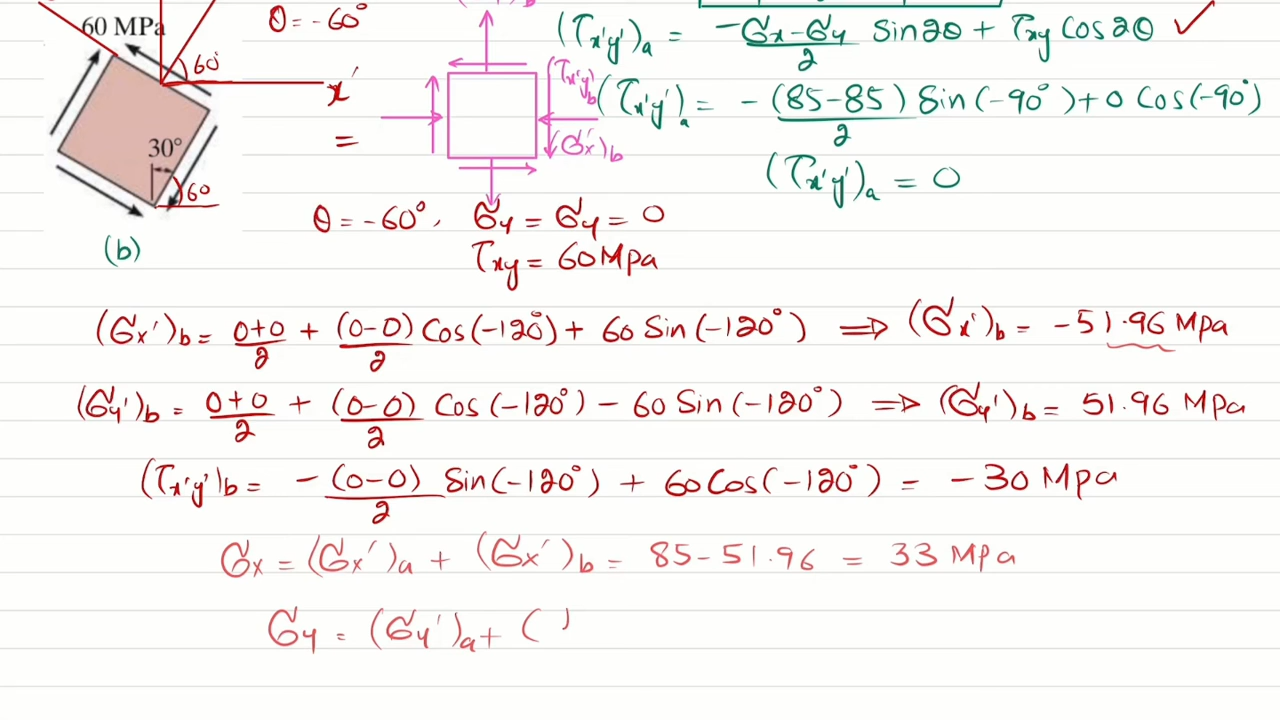 60 MPa
60°
θ = -60°
x'
=
30°
60
(b)
(τx'y')b
(σx')b
(τx'y')a = -σx-σy/2 Sin2θ + τxy Cos2θ ✓
(τx'y')a = -(85-85)/2 Sin(-90°)+0 Cos(-90°)
(τx'y')a = 0
θ = -60°, σy = σy = 0
τxy = 60 MPa
(σx')b = 0+0/2 + (0-0)/2 Cos(-120°) + 60 Sin(-120°) ⇒ (σx')b = -51.96 MPa
(σy')b = 0+0/2 + (0-0)/2 Cos(-120°) - 60 Sin(-120°) ⇒ (σy')b = 51.96 MPa
(τx'y')b = -(0-0)/2 Sin(-120°) + 60 Cos(-120°) = -30 MPa
σx = (σx')a + (σx')b = 85-51.96 = 33 MPa
σy = (σy')a + ( )